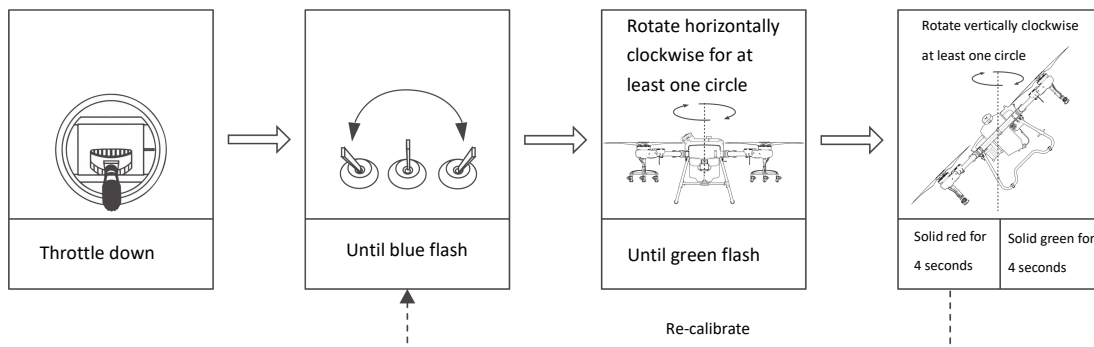 Throttle down
Until blue flash
Rotate horizontally
clockwise for at
least one circle
Until green flash
Rotate vertically clockwise
at least one circle
Solid red for
4 seconds
Solid green for
4 seconds
Re-calibrate